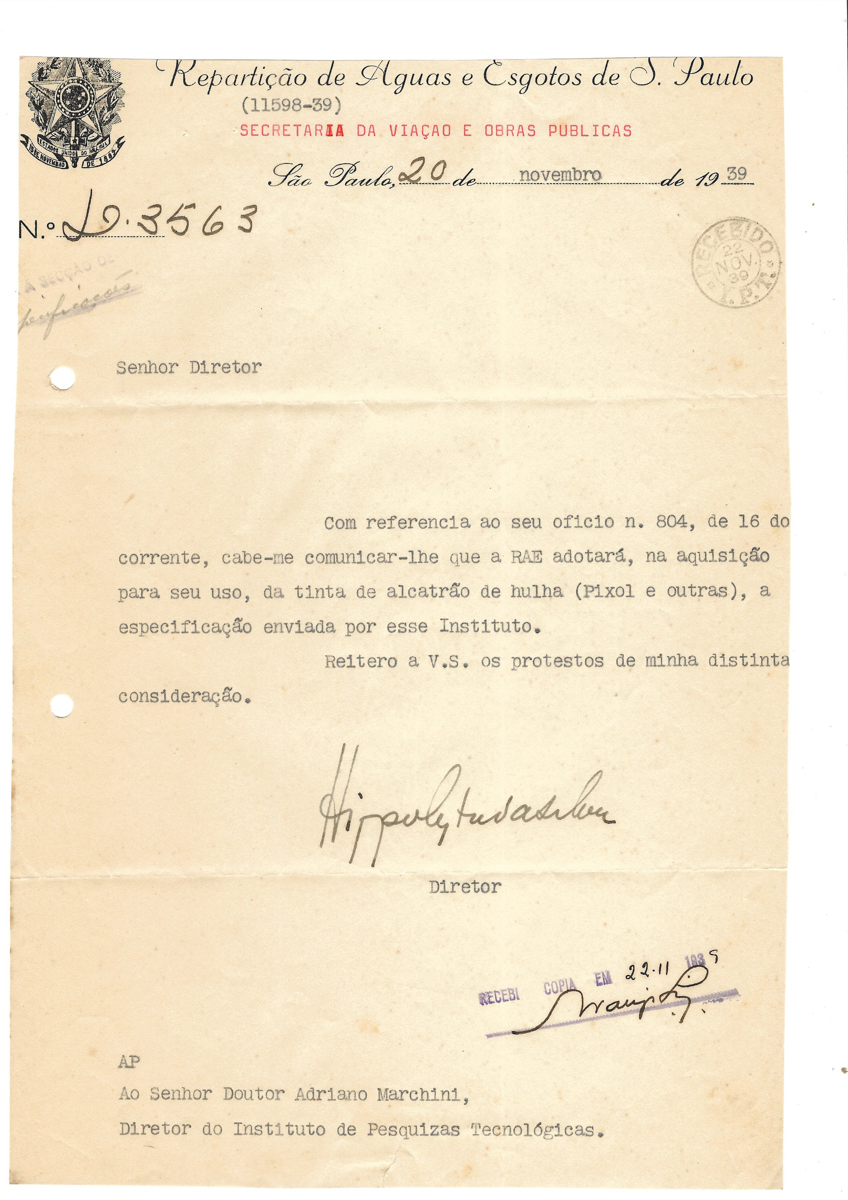 Repartição de Aguas e Esgotos de S. Paulo
(11598-39)
SECRETARIA DA VIAÇAO E OBRAS PUBLICAS
São Paulo, 20 de novembro de 1939
N.º D.3563
RECEBIDO
22
NOV.
39
I.P.T.
A SECÇÃO DE
Senhor Diretor
Com referencia ao seu oficio n. 804, de 16 do
corrente, cabe-me comunicar-lhe que a RAE adotará, na aquisição
para seu uso, da tinta de alcatrão de hulha (Pixol e outras), a
especificação enviada por esse Instituto.
Reitero a V.S. os protestos de minha distinta
consideração.
Diretor
RECEBI COPIA EM 22-11 1939
AP
Ao Senhor Doutor Adriano Marchini,
Diretor do Instituto de Pesquizas Tecnológicas.